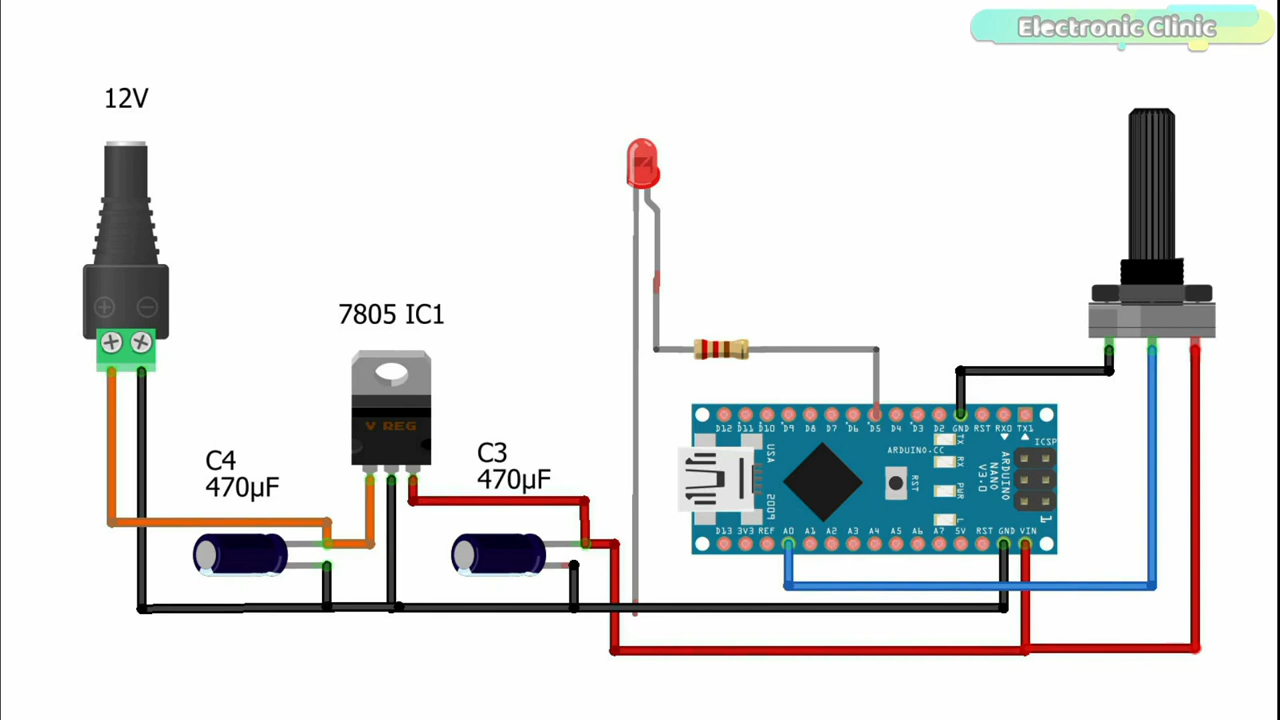 Electronic Clinic
12V
7805 IC1
V REG
C4
470µF
C3
470µF
D12 D11 D10 D9 D8 D7 D6 D5 D4 D3 D2 GND RST RX0 TX1
TX
RX
PWR
L
ICSP
1
ARDUINO.CC
RST
ARDUINO
NANO
V3.0
USA
2009
D13 3V3 REF A0 A1 A2 A3 A4 A5 A6 A7 5V RST GND VIN